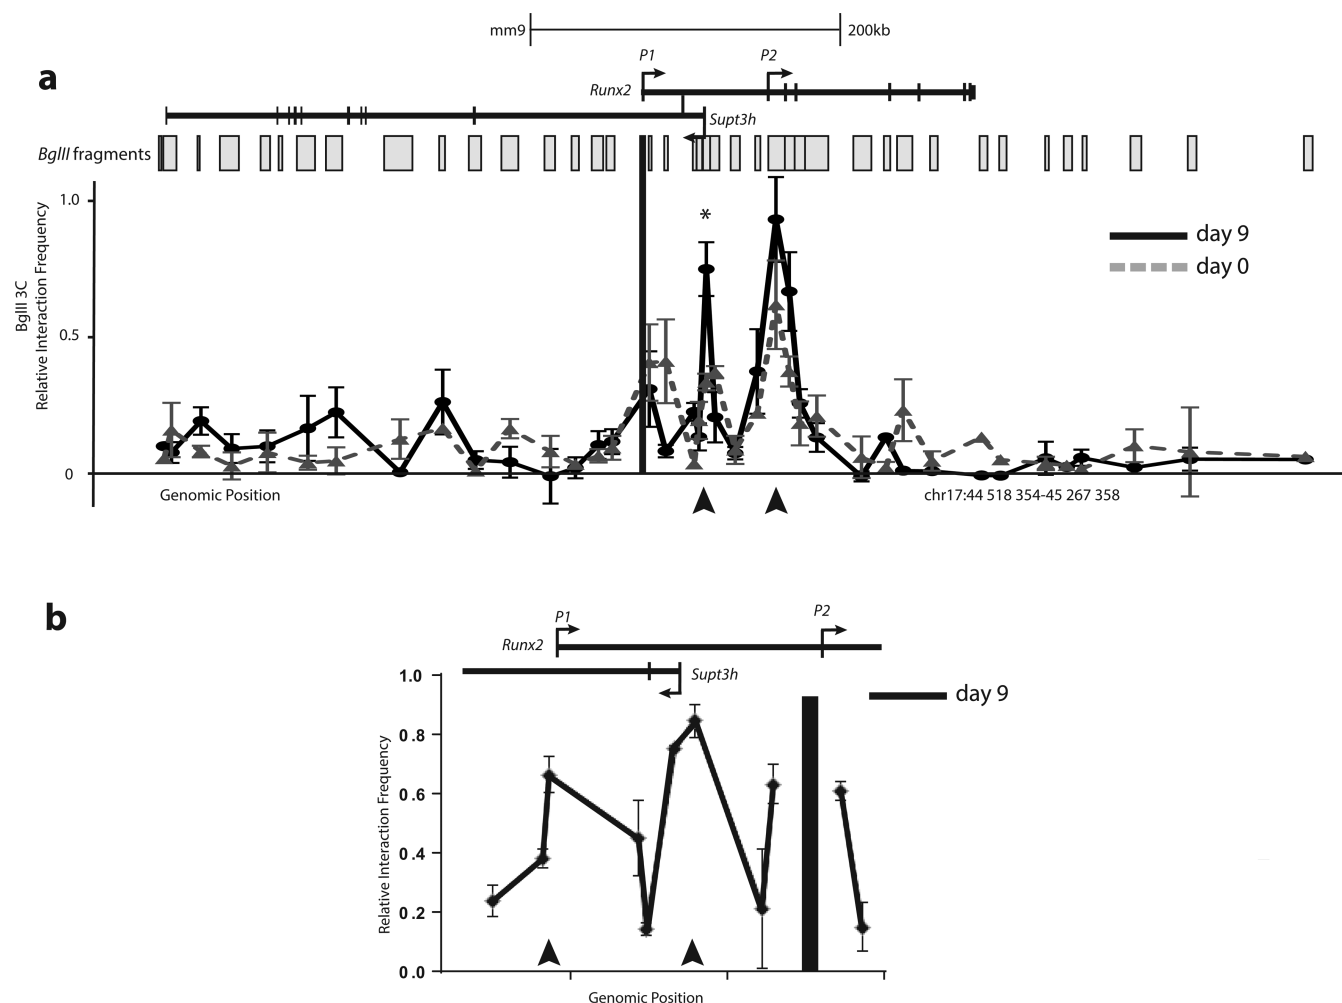 mm9 200kb
a
P1 P2
Runx2
Supt3h
BglII fragments
1.0
*
BglII 3C
Relative Interaction Frequency
day 9
day 0
0.5
0
Genomic Position chr17:44 518 354-45 267 358
b
P1 P2
Runx2
1.0 Supt3h
day 9
Relative Interaction Frequency
0.8
0.6
0.4
0.2
0.0
Genomic Position